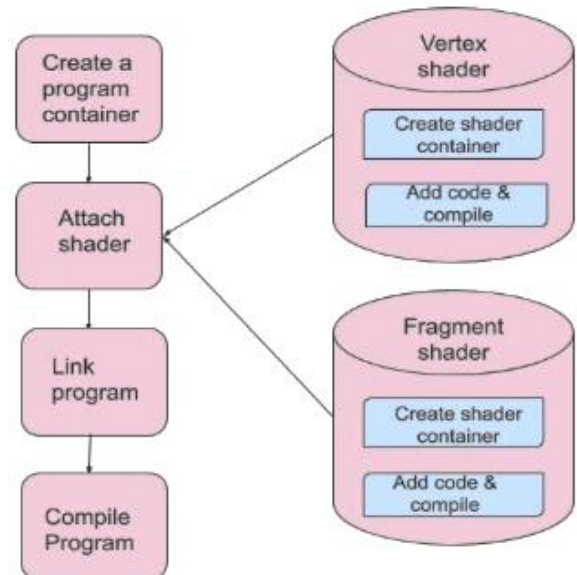 Create a
program
container
Attach
shader
Link
program
Compile
Program
Vertex
shader
Create shader
container
Add code &
compile
Fragment
shader
Create shader
container
Add code &
compile